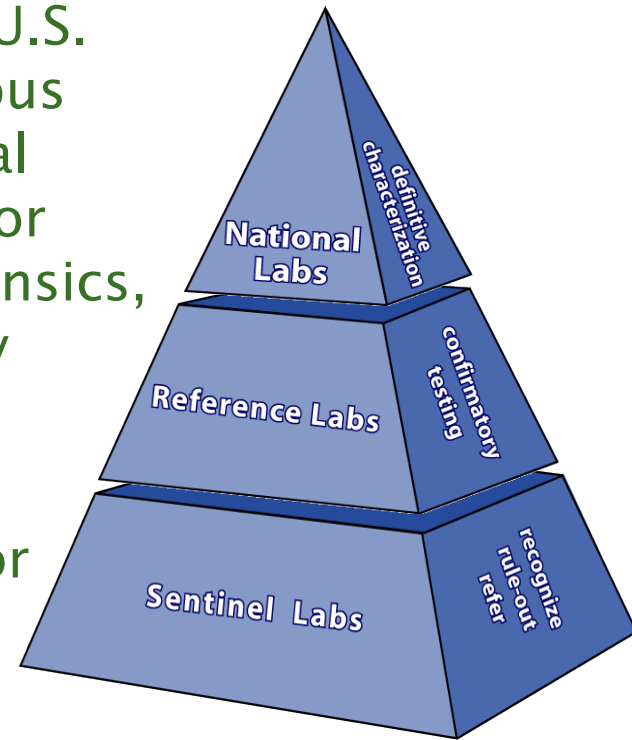 U.S.
ous
al
or
nsics,
y
or
National
Labs
definitive
characterization
Reference Labs
confirmatory
testing
Sentinel Labs
recognize
rule-out
refer